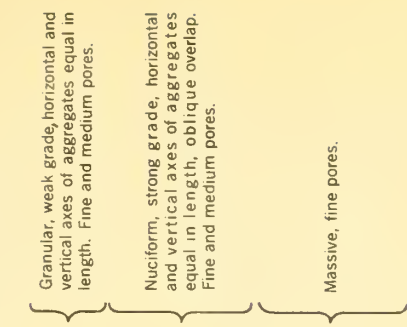 Granular, weak grade, horizontal and
vertical axes of aggregates equal in
length. Fine and medium pores.
Nuciform, strong grade, horizontal
and vertical axes of aggregates
equal in length, oblique overlap.
Fine and medium pores.
Massive, fine pores.